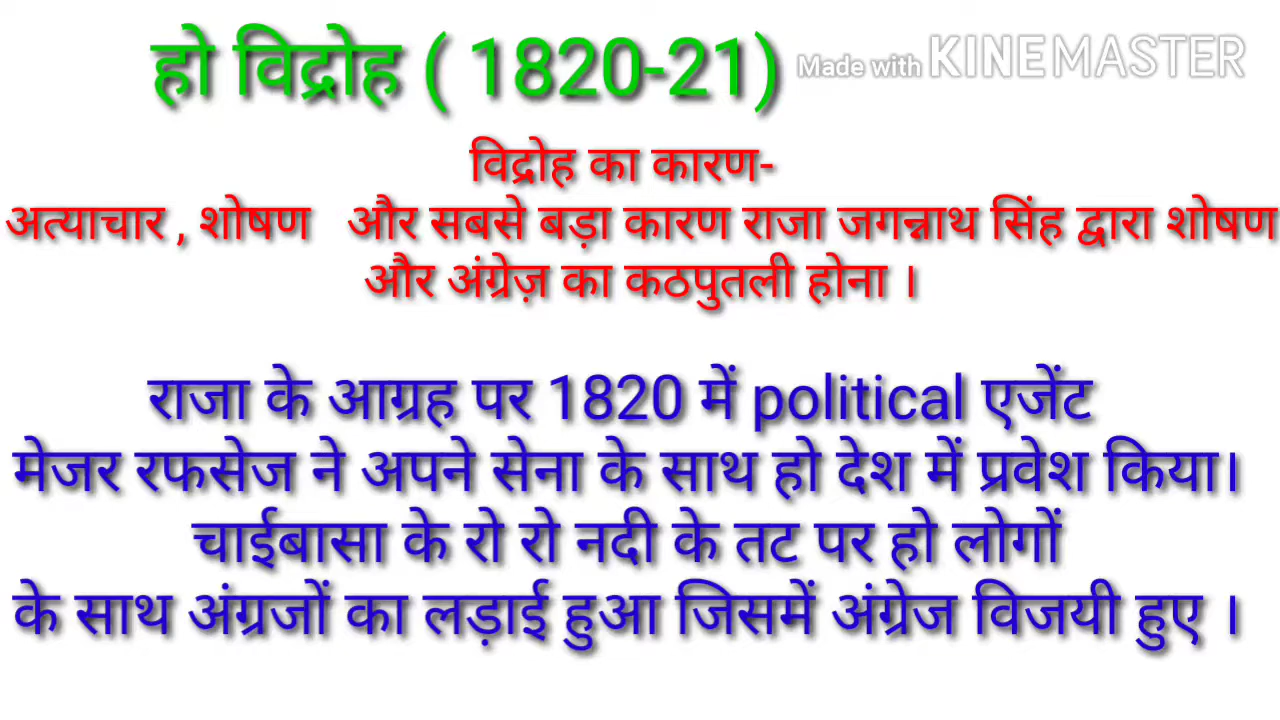 हो विद्रोह ( 1820-21)
Made with KINEMASTER
विद्रोह का कारण-
अत्याचार , शोषण और सबसे बड़ा कारण राजा जगन्नाथ सिंह द्वारा शोषण
और अंग्रेज़ का कठपुतली होना ।
राजा के आग्रह पर 1820 में political एजेंट
मेजर रफसेज ने अपने सेना के साथ हो देश में प्रवेश किया।
चाईबासा के रो रो नदी के तट पर हो लोगों
के साथ अंग्रजों का लड़ाई हुआ जिसमें अंग्रेज विजयी हुए ।